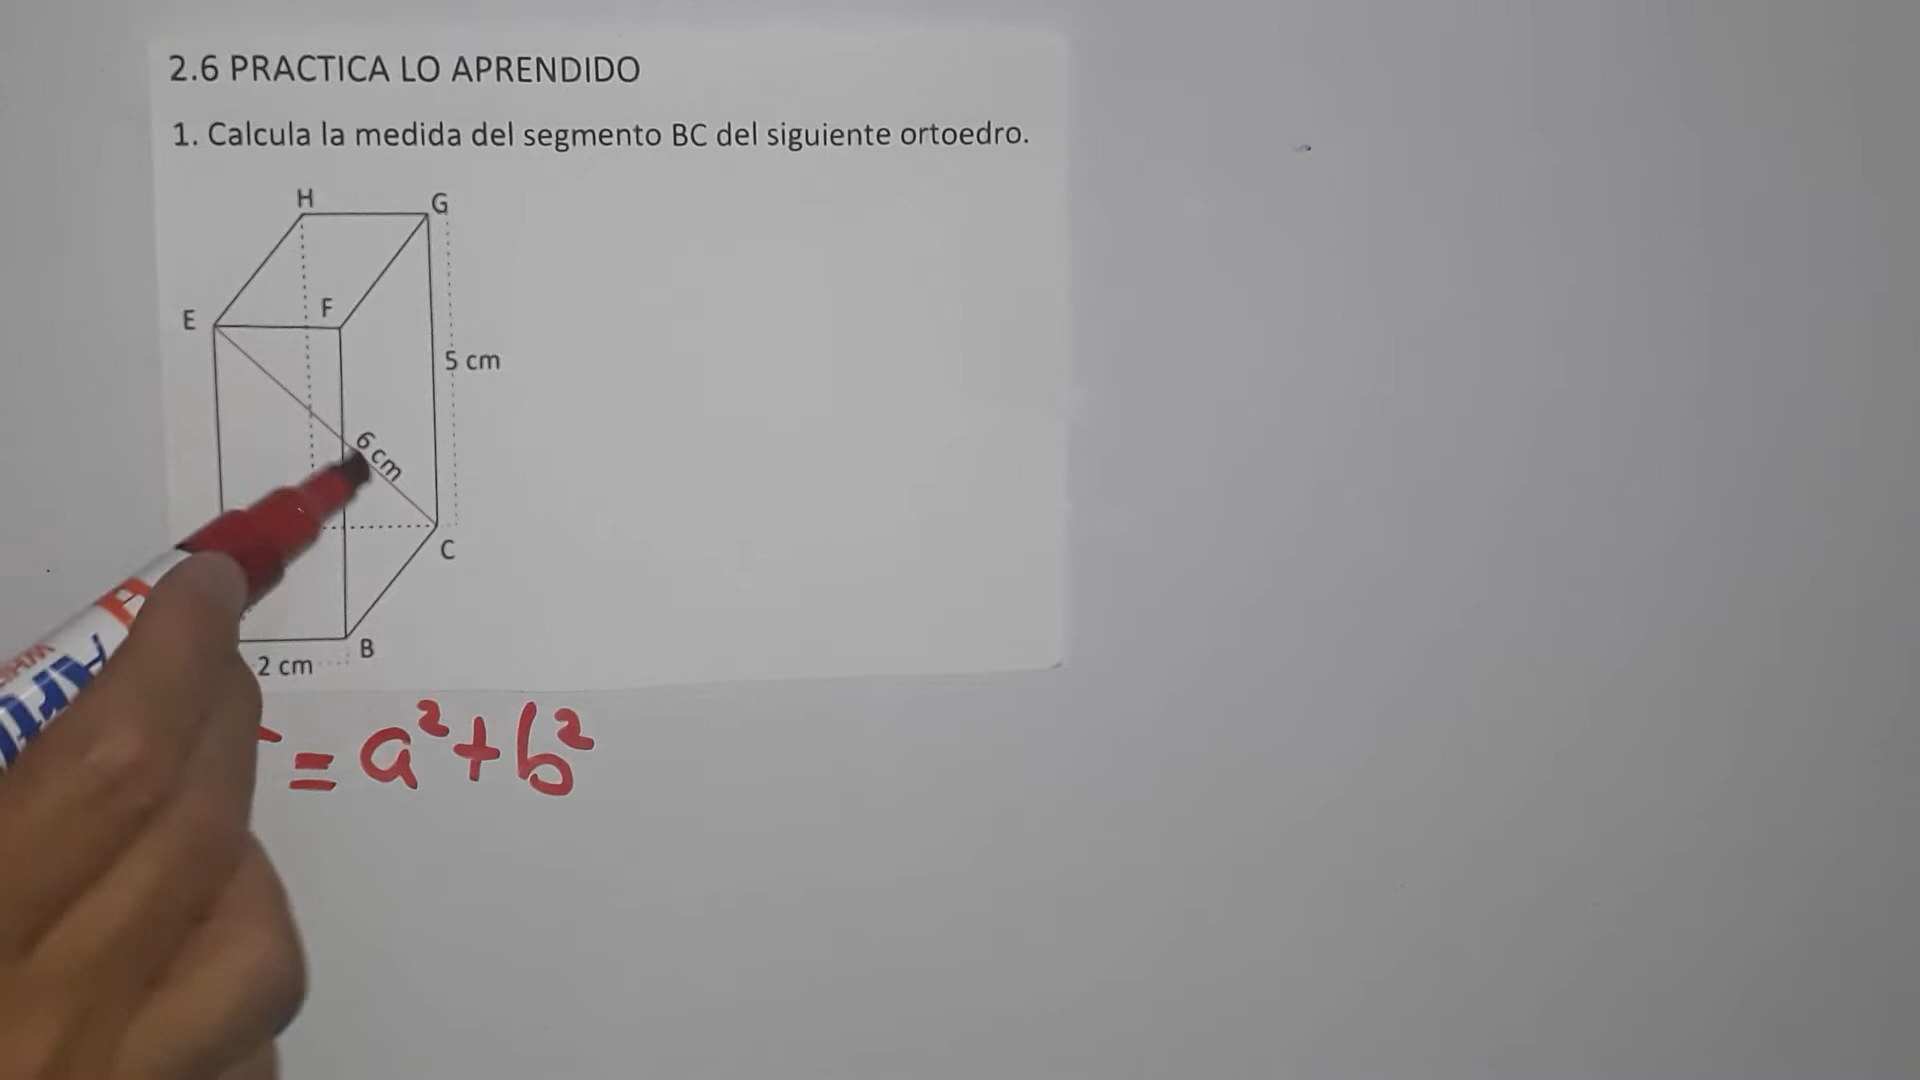 2.6 PRACTICA LO APRENDIDO
1. Calcula la medida del segmento BC del siguiente ortoedro.
H
G
E
F
5 cm
6 cm
C
B
2 cm
= a² + b²